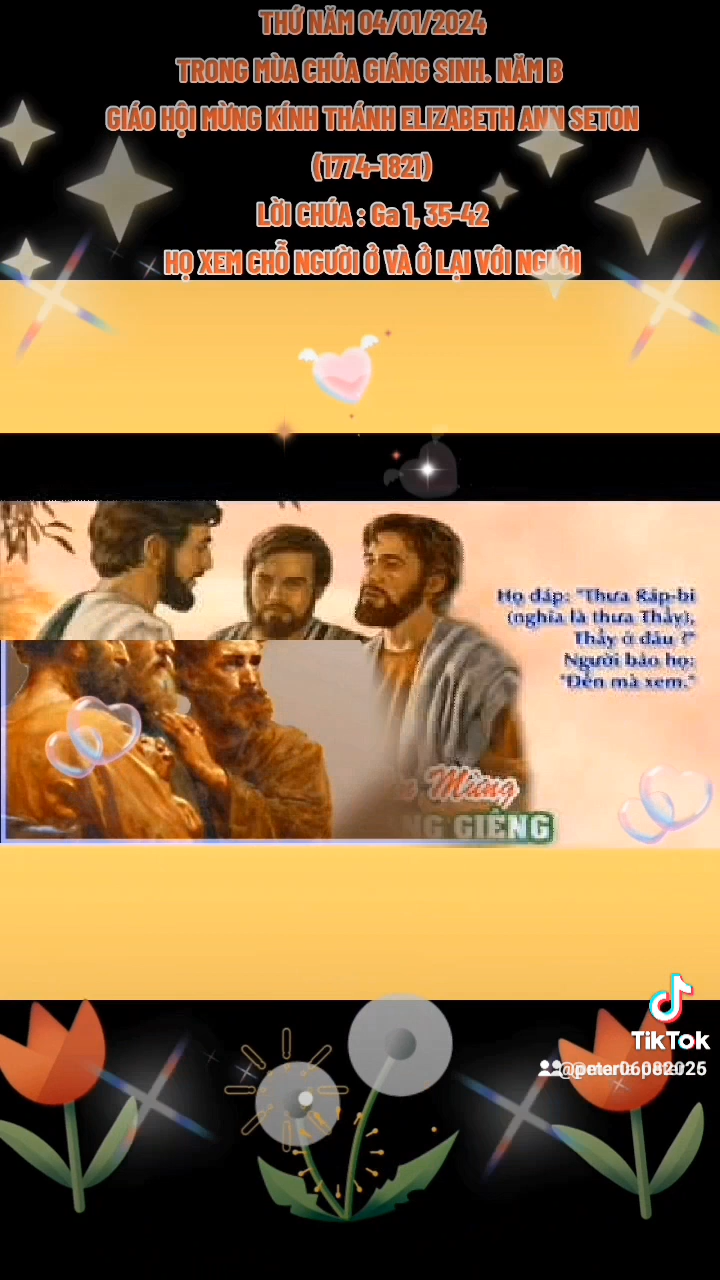 THỨ NĂM 04/01/2024
TRONG MÙA CHÚA GIÁNG SINH. NĂM B
GIÁO HỘI MỪNG KÍNH THÁNH ELIZABETH ANN SETON
(1774-1821)
LỜI CHÚA : Ga 1, 35-42
HỌ XEM CHỖ NGƯỜI Ở VÀ Ở LẠI VỚI NGƯỜI
Họ đáp: "Thưa Ráp-bi
(nghĩa là thưa Thầy),
Thầy ở đâu ?"
Người bảo họ:
"Đến mà xem."
Mừng
NG GIÊNG
TikTok